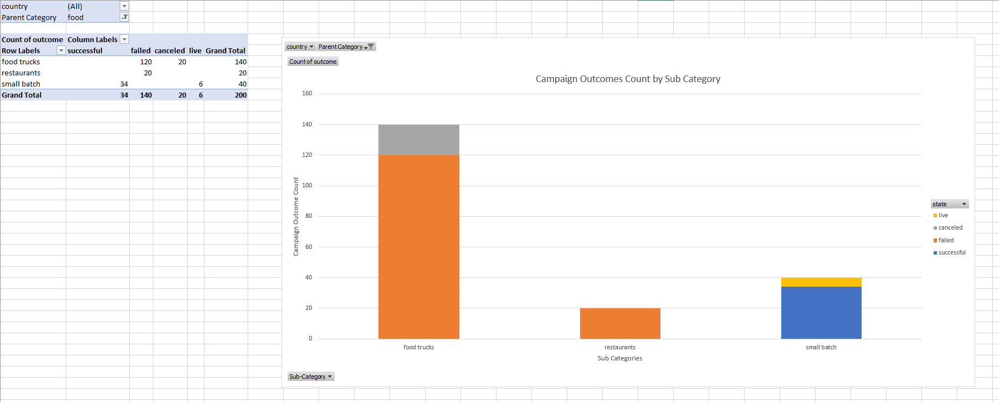 country (All)
Parent Category food
Count of outcome Column Labels
Row Labels successful failed canceled live Grand Total
food trucks 120 20 140
restaurants 20 20
small batch 34 6 40
Grand Total 34 140 20 6 200
country Parent Category
Count of outcome
Campaign Outcomes Count by Sub Category
160
140
120
100
80
60
40
20
0
Campaign Outcome Count
food trucks restaurants small batch
Sub Categories
state
live
canceled
failed
successful
Sub-Category